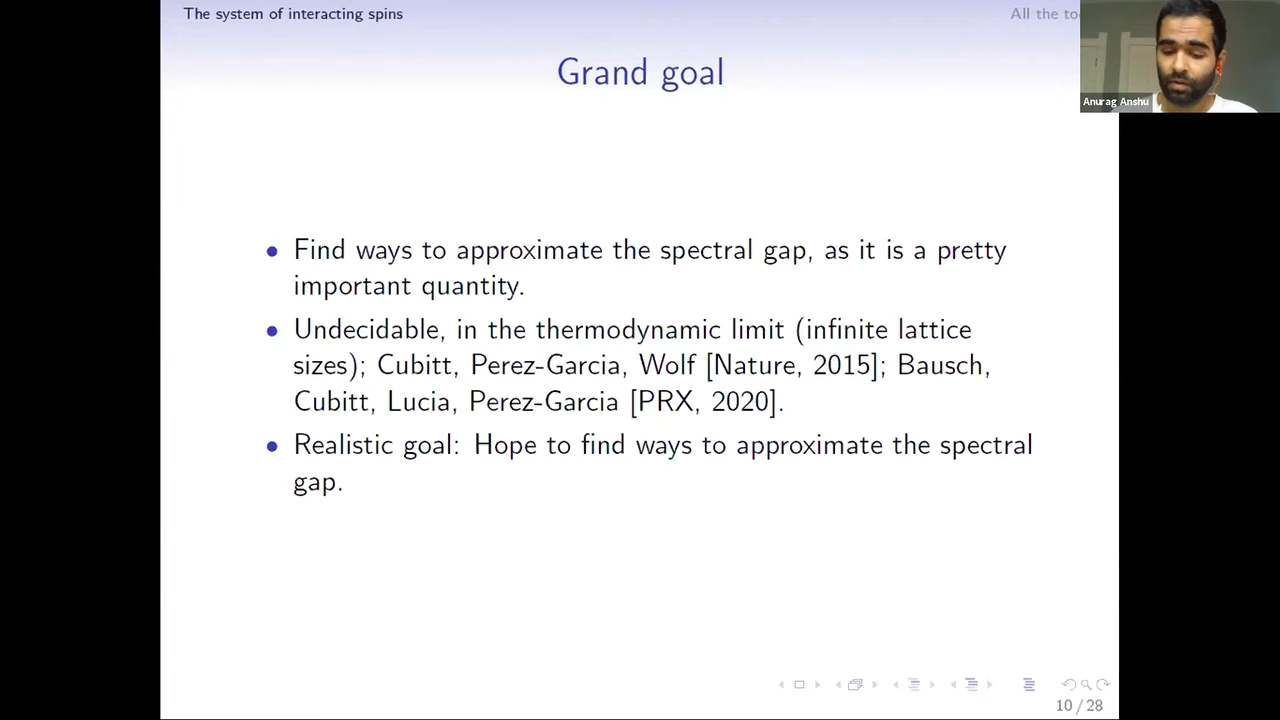 The system of interacting spins
All the to
Anurag Anshu
Grand goal
• Find ways to approximate the spectral gap, as it is a pretty
important quantity.
• Undecidable, in the thermodynamic limit (infinite lattice
sizes); Cubitt, Perez-Garcia, Wolf [Nature, 2015]; Bausch,
Cubitt, Lucia, Perez-Garcia [PRX, 2020].
• Realistic goal: Hope to find ways to approximate the spectral
gap.
10 / 28